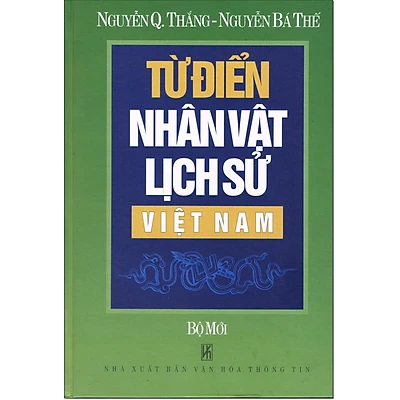 NGUYỄN Q. THẮNG - NGUYỄN BÁ THẾ
TỪ ĐIỂN
NHÂN VẬT
LỊCH SỬ
VIỆT NAM
BỘ MỚI
NHÀ XUẤT BẢN VĂN HÓA THÔNG TIN